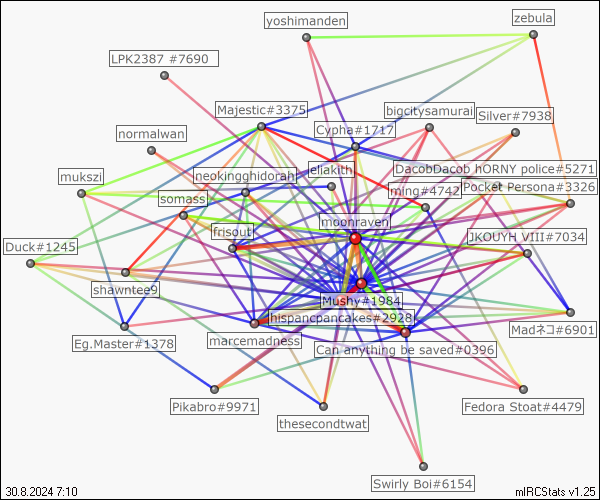 yoshimanden
zebula
LPK2387 #7690
Majestic#3375
bigcitysamurai
Silver#7938
normalwan
Cypha#1717
neokingghidorah
ellakith
DacobDacob hORNY police#5271
mukszi
somass
ming#4742
Pocket Persona#3326
moonraven
frisout
JKOUYH VIII#7034
Duck#1245
shawntee9
Mushy#1984
hispancpancakes#2928
Madネコ#6901
Eg.Master#1378
marcemadness
Can anything be saved#0396
Pikabro#9971
Fedora Stoat#4479
thesecondtwat
Swirly Boi#6154
30.8.2024 7:10
mIRCStats v1.25